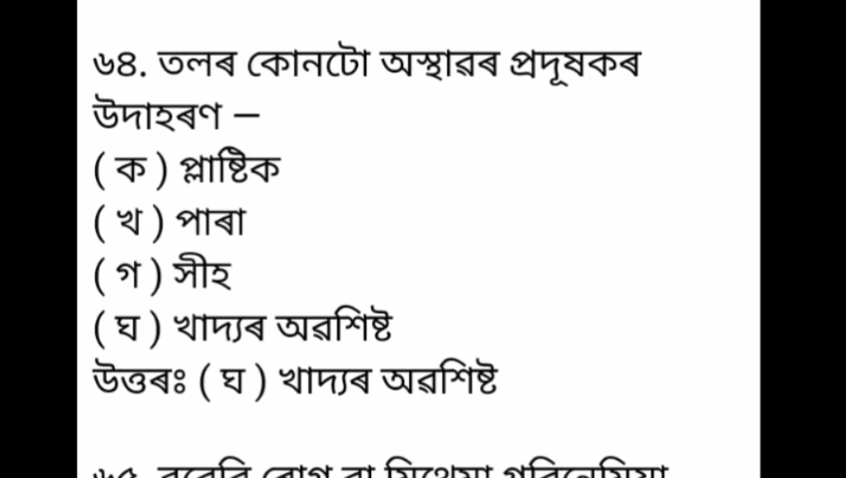 ৬৪. তলৰ কোনটো অস্থাৱৰ প্ৰদূষকৰ
উদাহৰণ –
( ক ) প্লাষ্টিক
( খ ) পাৰা
( গ ) সীহ
( ঘ ) খাদ্যৰ অৱশিষ্ট
উত্তৰঃ ( ঘ ) খাদ্যৰ অৱশিষ্ট